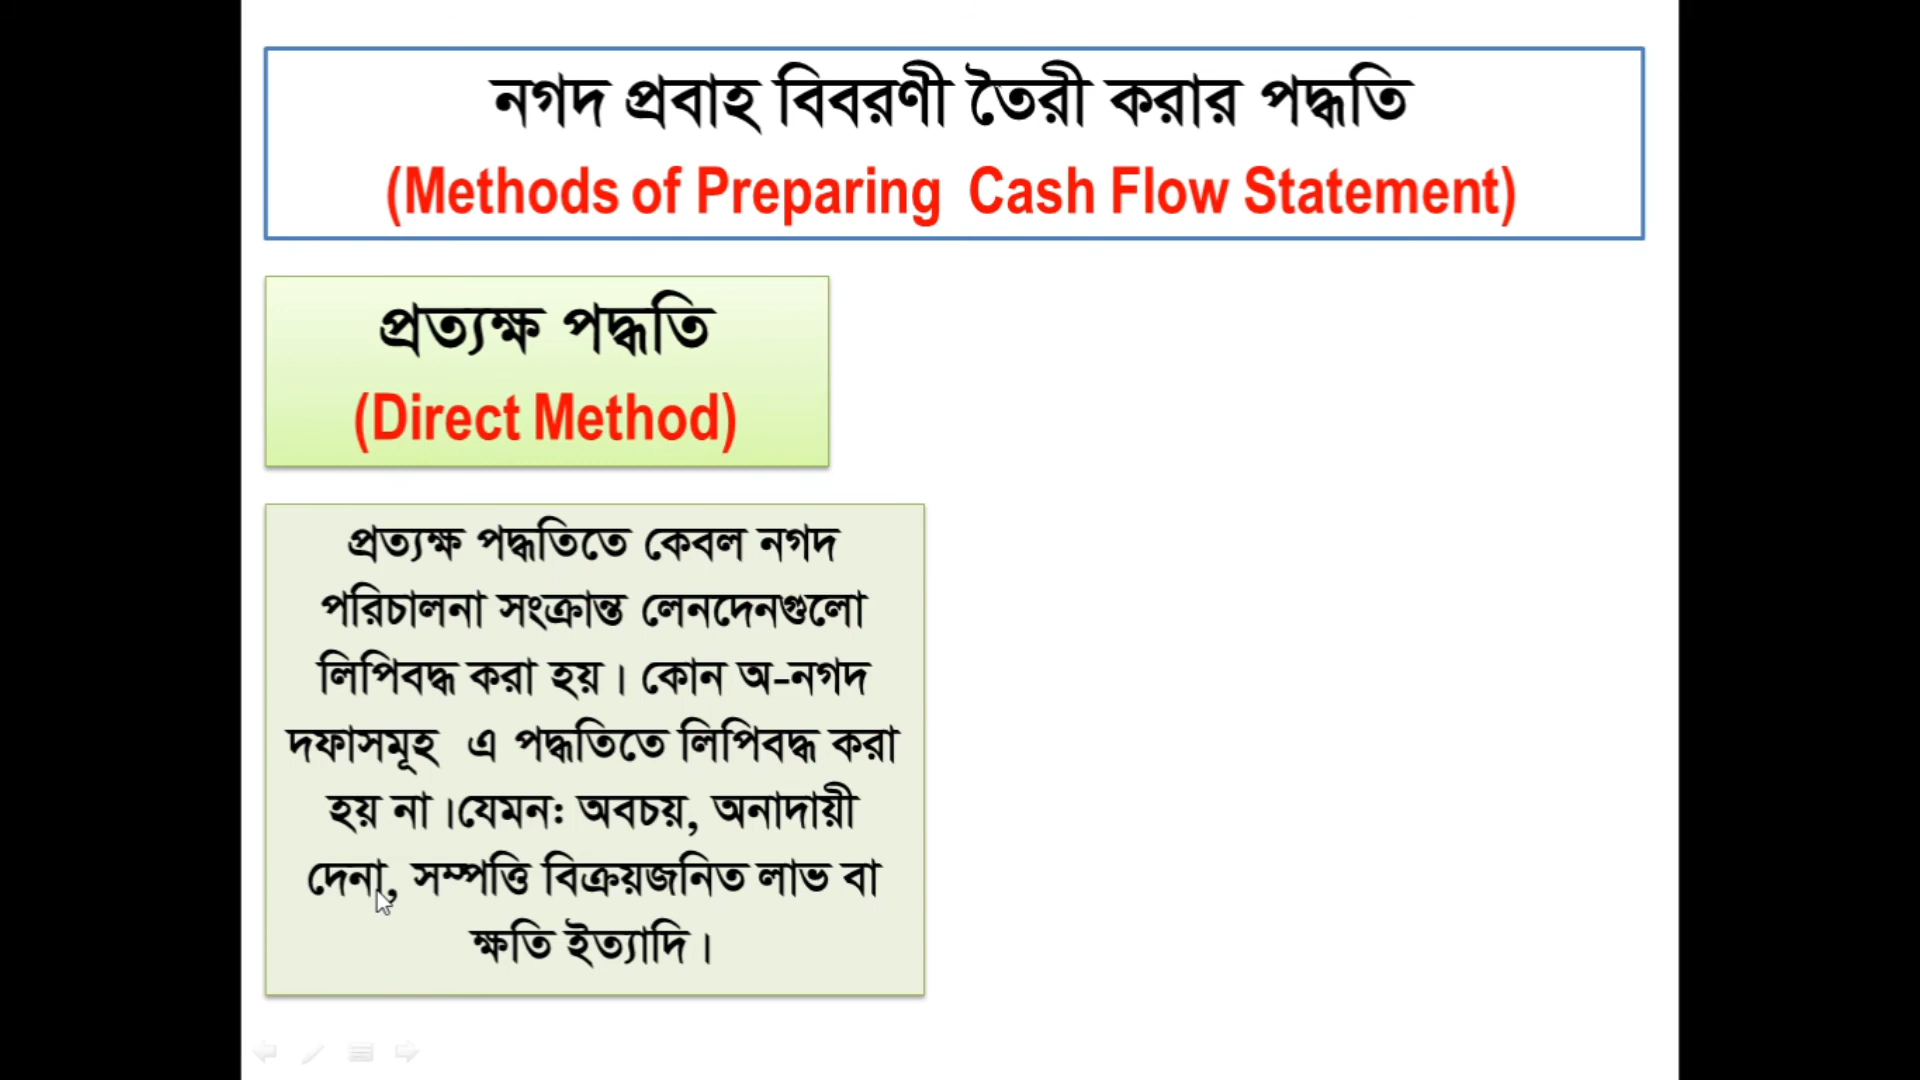 নগদ প্রবাহ বিবরণী তৈরী করার পদ্ধতি
(Methods of Preparing Cash Flow Statement)
প্রত্যক্ষ পদ্ধতি
(Direct Method)
প্রত্যক্ষ পদ্ধতিতে কেবল নগদ
পরিচালনা সংক্রান্ত লেনদেনগুলো
লিপিবদ্ধ করা হয়। কোন অ-নগদ
দফাসমূহ এ পদ্ধতিতে লিপিবদ্ধ করা
হয় না।যেমনঃ অবচয়, অনাদায়ী
দেনা, সম্পত্তি বিক্রয়জনিত লাভ বা
ক্ষতি ইত্যাদি।